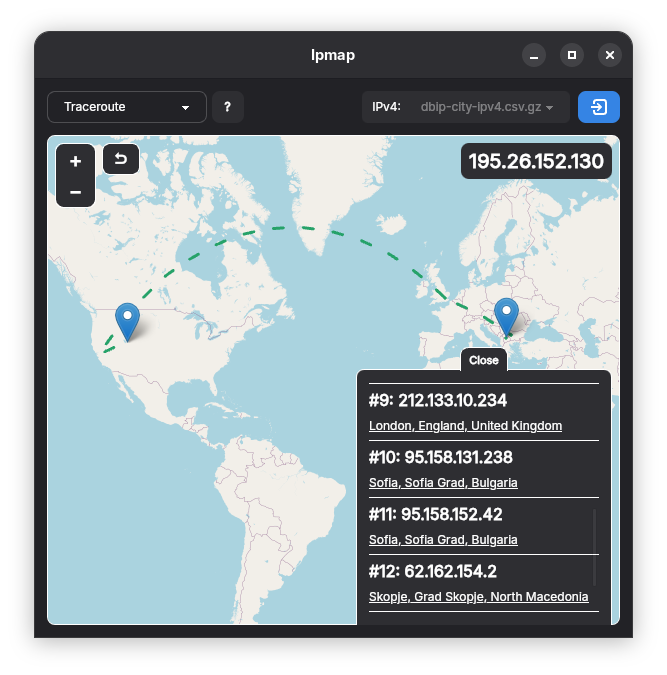 Ipmap
Traceroute
?
IPv4: dbip-city-ipv4.csv.gz
+
−
195.26.152.130
Close
#9: 212.133.10.234
London, England, United Kingdom
#10: 95.158.131.238
Sofia, Sofia Grad, Bulgaria
#11: 95.158.152.42
Sofia, Sofia Grad, Bulgaria
#12: 62.162.154.2
Skopje, Grad Skopje, North Macedonia